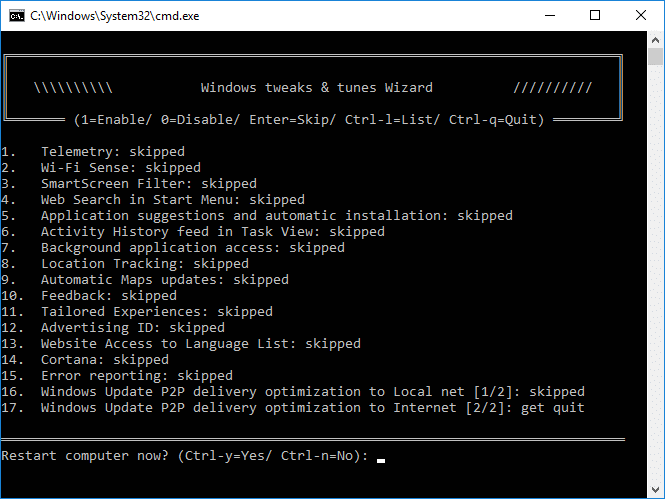 C:\Windows\System32\cmd.exe
\\\\\\\\\\ Windows tweaks & tunes Wizard //////////
(1=Enable/ 0=Disable/ Enter=Skip/ Ctrl-l=List/ Ctrl-q=Quit)
1. Telemetry: skipped
2. Wi-Fi Sense: skipped
3. SmartScreen Filter: skipped
4. Web Search in Start Menu: skipped
5. Application suggestions and automatic installation: skipped
6. Activity History feed in Task View: skipped
7. Background application access: skipped
8. Location Tracking: skipped
9. Automatic Maps updates: skipped
10. Feedback: skipped
11. Tailored Experiences: skipped
12. Advertising ID: skipped
13. Website Access to Language List: skipped
14. Cortana: skipped
15. Error reporting: skipped
16. Windows Update P2P delivery optimization to Local net [1/2]: skipped
17. Windows Update P2P delivery optimization to Internet [2/2]: get quit
Restart computer now? (Ctrl-y=Yes/ Ctrl-n=No):